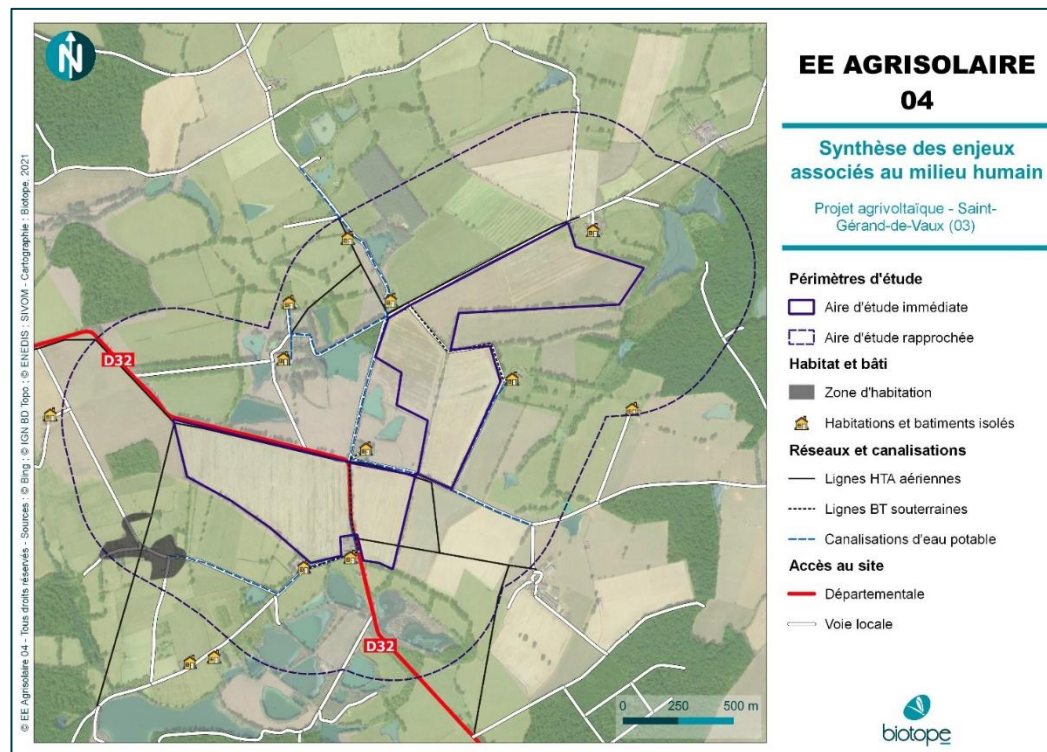 N
D32
D32
0 250 500 m
© EE Agrisolaire 04 - Tous droits réservés - Sources : © Bing ; © IGN BD Topo ; © ENEDIS ; SIVOM - Cartographie : Biotope, 2021
EE AGRISOLAIRE
04
Synthèse des enjeux
associés au milieu humain
Projet agrivoltaïque - Saint-
Gérand-de-Vaux (03)
Périmètres d'étude
Aire d'étude immédiate
Aire d'étude rapprochée
Habitat et bâti
Zone d'habitation
Habitations et batiments isolés
Réseaux et canalisations
Lignes HTA aériennes
Lignes BT souterraines
Canalisations d'eau potable
Accès au site
Départementale
Voie locale
biotope